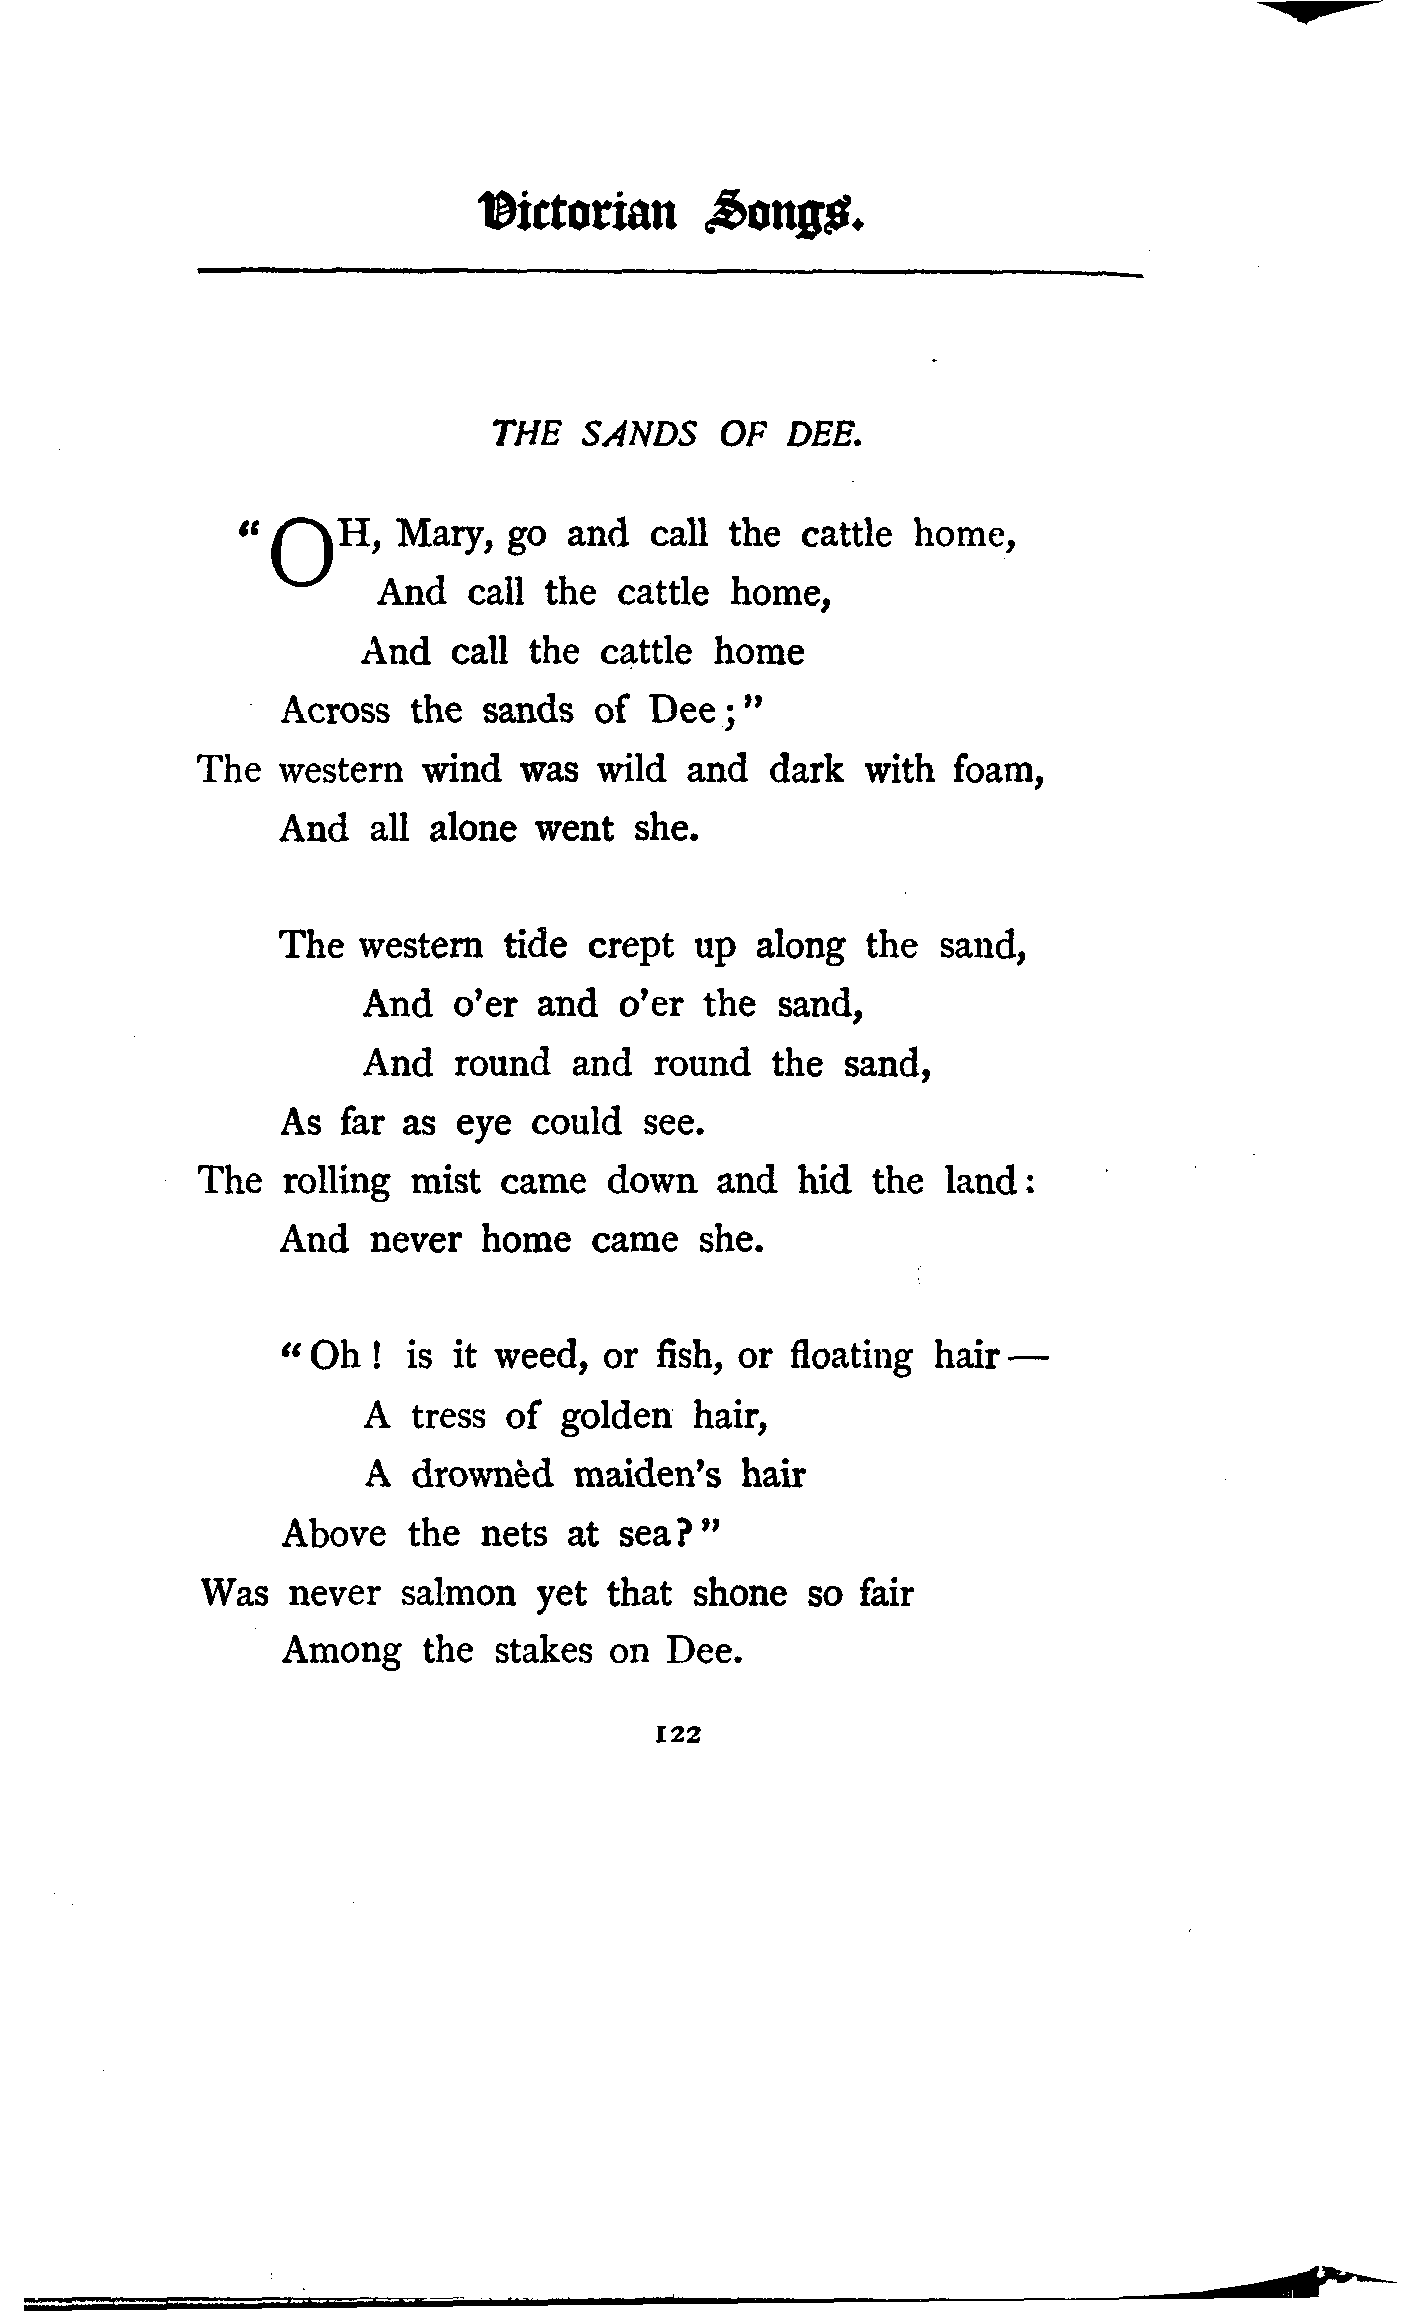 Victorian Songs.
THE SANDS OF DEE.
“OH, Mary, go and call the cattle home,
And call the cattle home,
And call the cattle home
Across the sands of Dee;”
The western wind was wild and dark with foam,
And all alone went she.
The western tide crept up along the sand,
And o’er and o’er the sand,
And round and round the sand,
As far as eye could see.
The rolling mist came down and hid the land:
And never home came she.
“Oh! is it weed, or fish, or floating hair—
A tress of golden hair,
A drownèd maiden’s hair
Above the nets at sea?”
Was never salmon yet that shone so fair
Among the stakes on Dee.
122